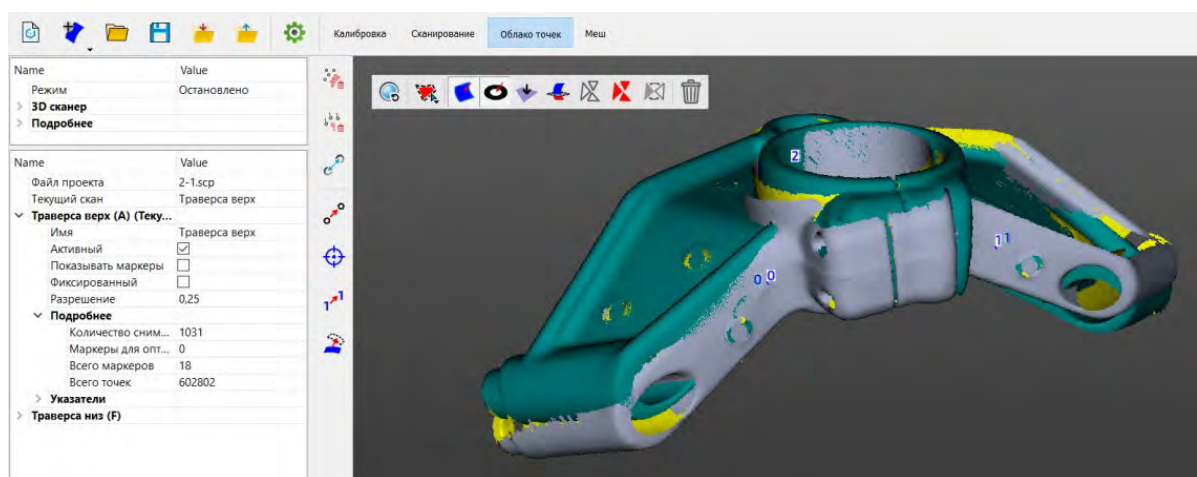 Калибровка Сканирование Облако точек Меш
Name Value
Режим Остановлено
3D сканер
Подробнее
Name Value
Файл проекта 2-1.scp
Текущий скан Траверса верх
Траверса верх (A) (Теку...
Имя Траверса верх
Активный
Показывать маркеры
Фиксированный
Разрешение 0,25
Подробнее
Количество сним... 1031
Маркеры для опт... 0
Всего маркеров 18
Всего точек 602802
Указатели
Траверса низ (F)
1 1
2
1 1
0 0